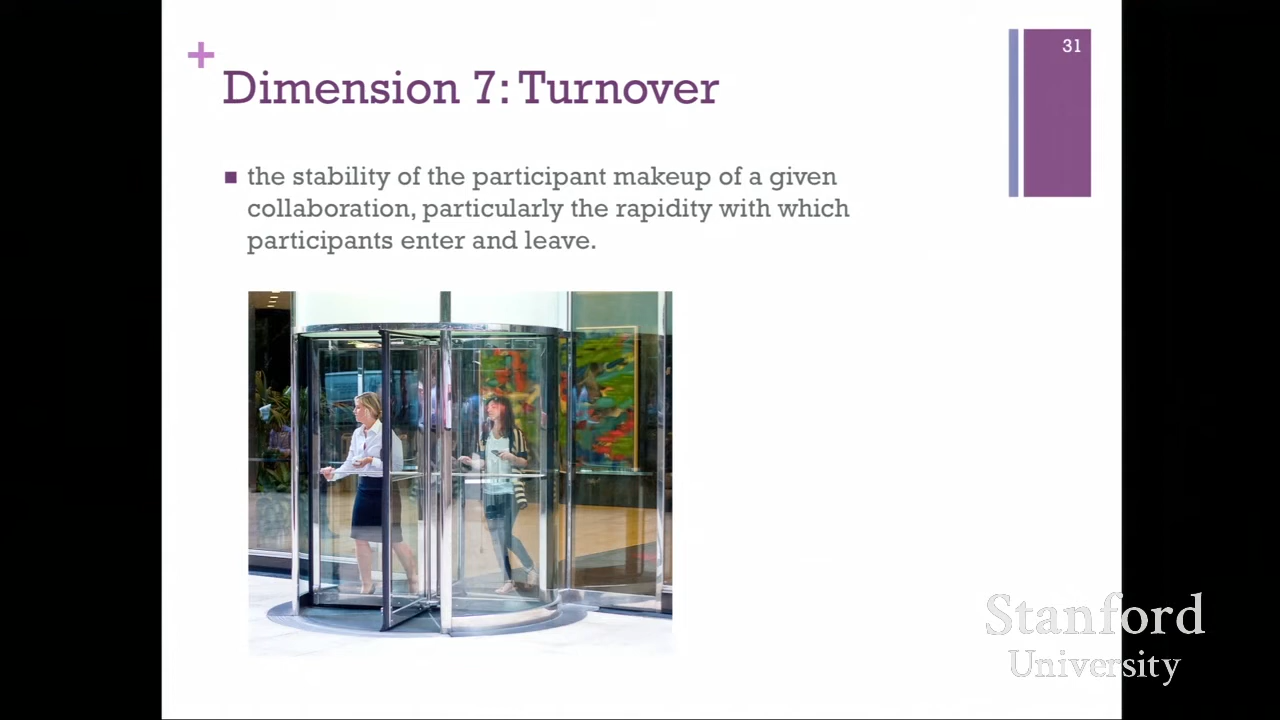 31
+
Dimension 7: Turnover
the stability of the participant makeup of a given
collaboration, particularly the rapidity with which
participants enter and leave.
Stanford
University